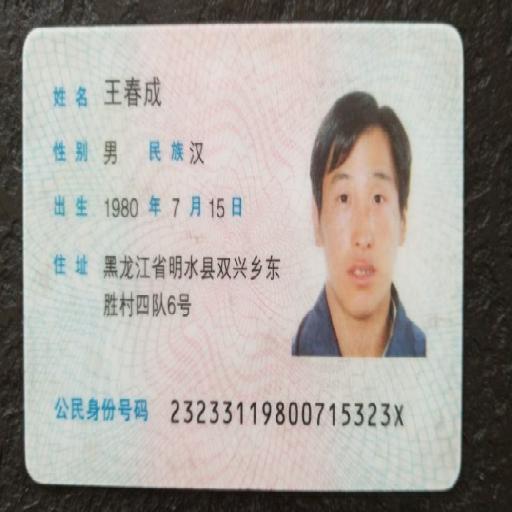 姓名 王春成
性别 男 民族 汉
出生 1980 年 7 月 15 日
住址 黑龙江省明水县双兴乡东
胜村四队6号
公民身份号码 23233119800715323X